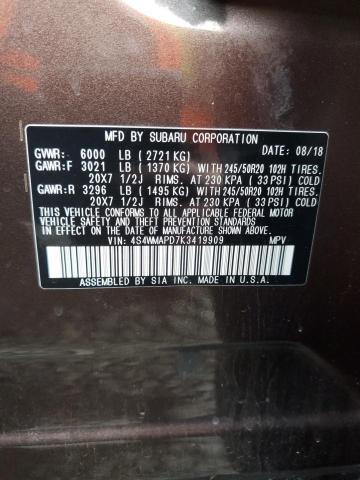 MFD BY SUBARU CORPORATION
GVWR: 6000 LB (2721 KG) DATE: 08/18
GAWR:F 3021 LB (1370 KG) WITH 245/50R20 102H TIRES.
20X7 1/2J RIMS. AT 230 KPA (33 PSI) COLD
GAWR:R 3296 LB (1495 KG) WITH 245/50R20 102H TIRES.
20X7 1/2J RIMS. AT 230 KPA (33 PSI) COLD
THIS VEHICLE CONFORMS TO ALL APPLICABLE FEDERAL
MOTOR VEHICLE SAFETY, BUMPER, AND THEFT PREVENTION
STANDARDS IN EFFECT ON THE DATE OF MANUFACTURE
SHOWN ABOVE.
VIN: 4S4WMAPD7K3419909 MPV
ASSEMBLED BY SIA MADE IN U.S.A.